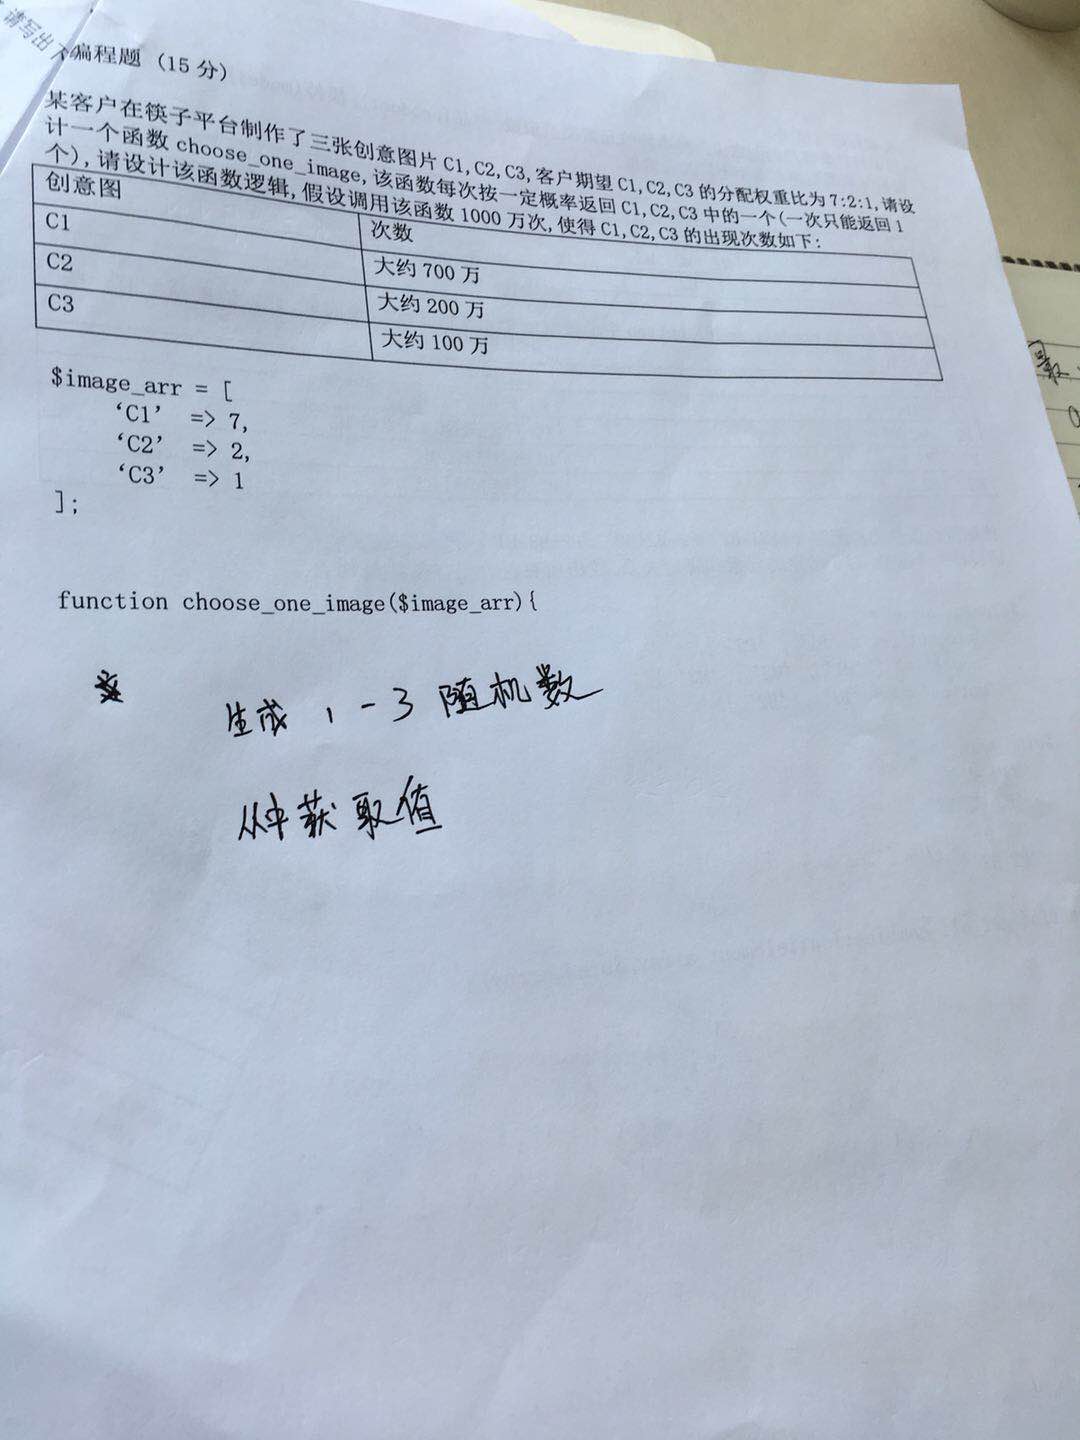 请写出
编程题 (15 分)
某客户在筷子平台制作了三张创意图片 C1,C2,C3,客户期望 C1,C2,C3 的分配权重比为 7:2:1,请设
计一个函数 choose_one_image,该函数每次按一定概率返回 C1,C2,C3 中的一个(一次只能返回 1
个),请设计该函数逻辑,假设调用该函数 1000 万次,使得 C1,C2,C3 的出现次数如下:
创意图
次数
C1
大约 700 万
C2
大约 200 万
C3
大约 100 万
$image_arr = [
‘C1’ => 7,
‘C2’ => 2,
‘C3’ => 1
];
function choose_one_image($image_arr){
生成 1 - 3 随机数
从中获取值